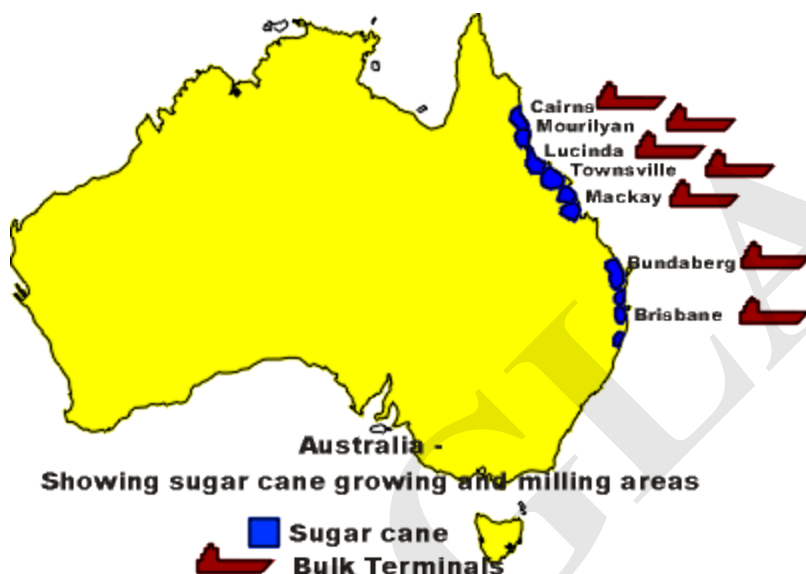 Cairns
Mourilyan
Lucinda
Townsville
Mackay
Bundaberg
Brisbane
Australia -
Showing sugar cane growing and milling areas
Sugar cane
Bulk Terminals